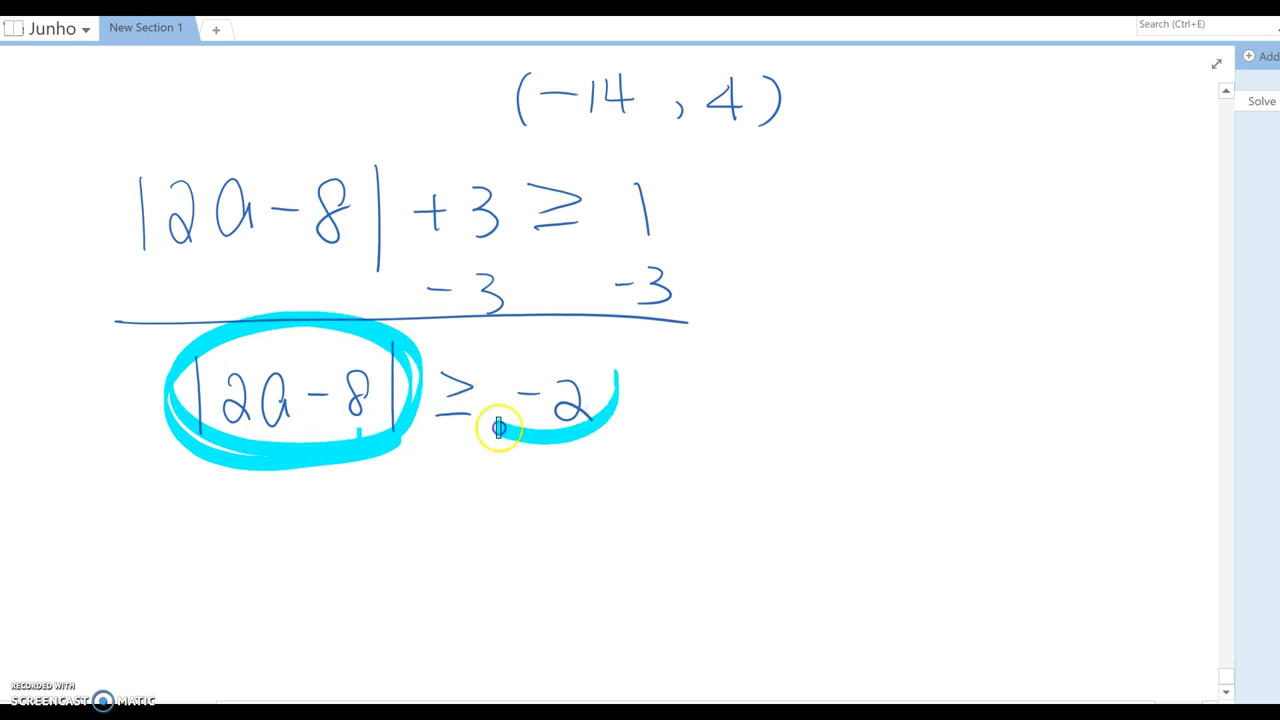 Junho
New Section 1
+
Search (Ctrl+E)
Add
Solve
(-14 , 4)
|2a-8| +3 ≥ 1
-3 -3
|2a-8| ≥ -2
RECORDED WITH
SCREENCAST MATIC